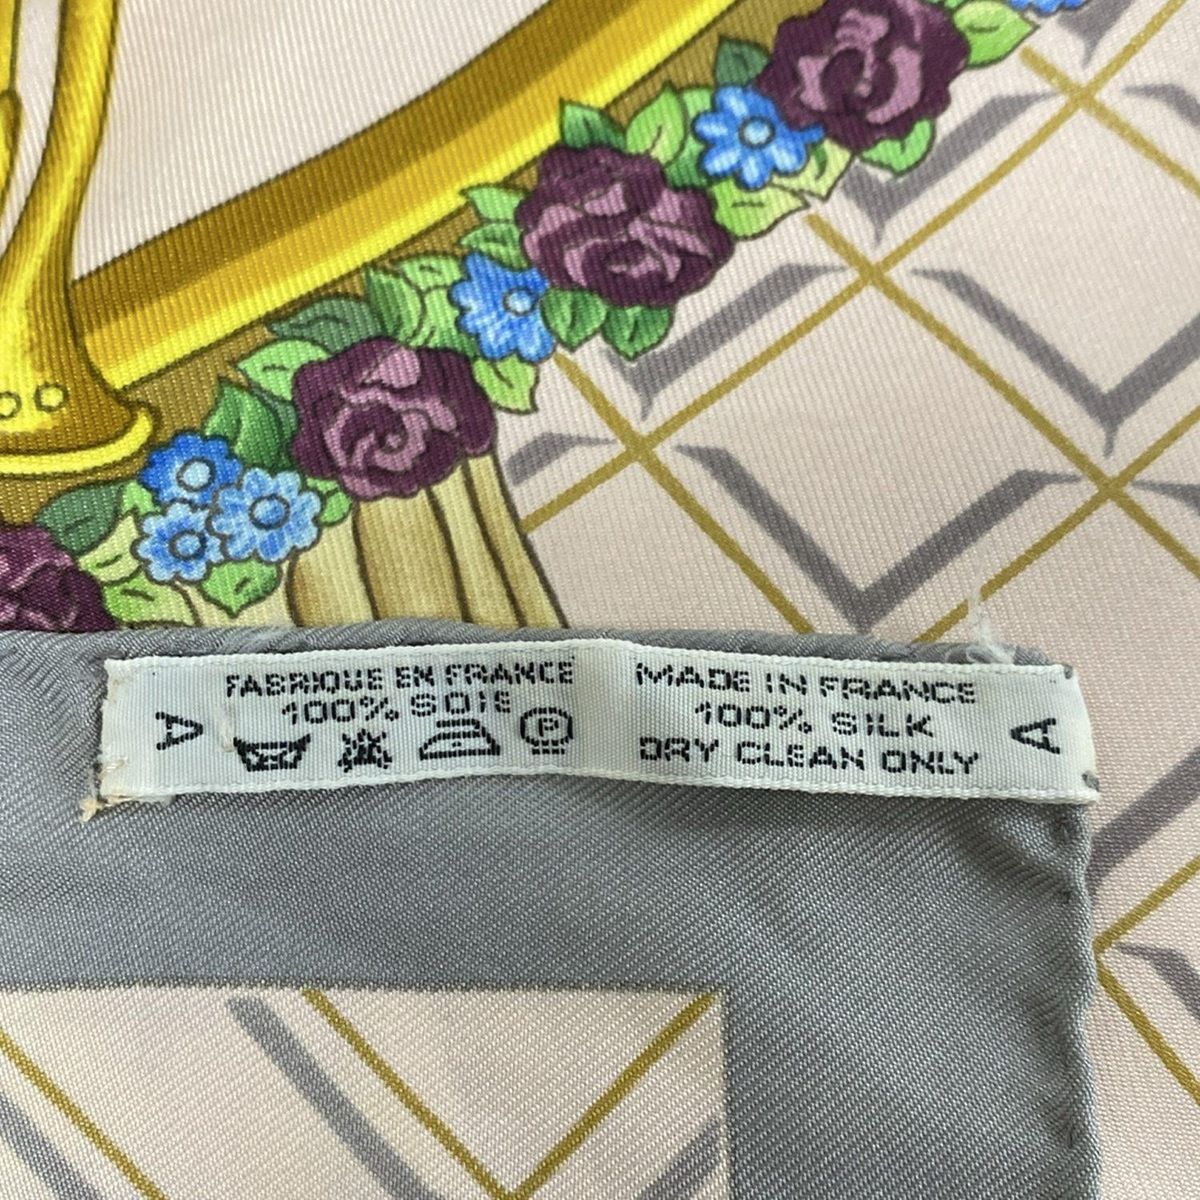 FABRIQUE EN FRANCE
100% SOIE
A
P
MADE IN FRANCE
100% SILK
DRY CLEAN ONLY
A